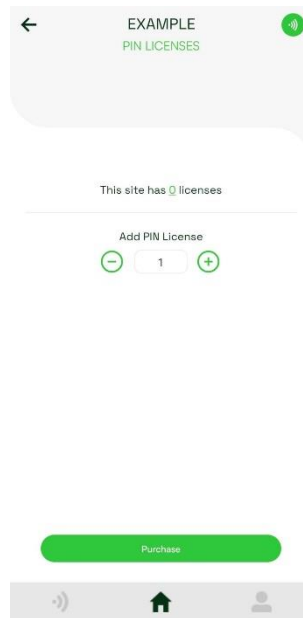 EXAMPLE
PIN LICENSES
This site has 0 licenses
Add PIN License
1
Purchase